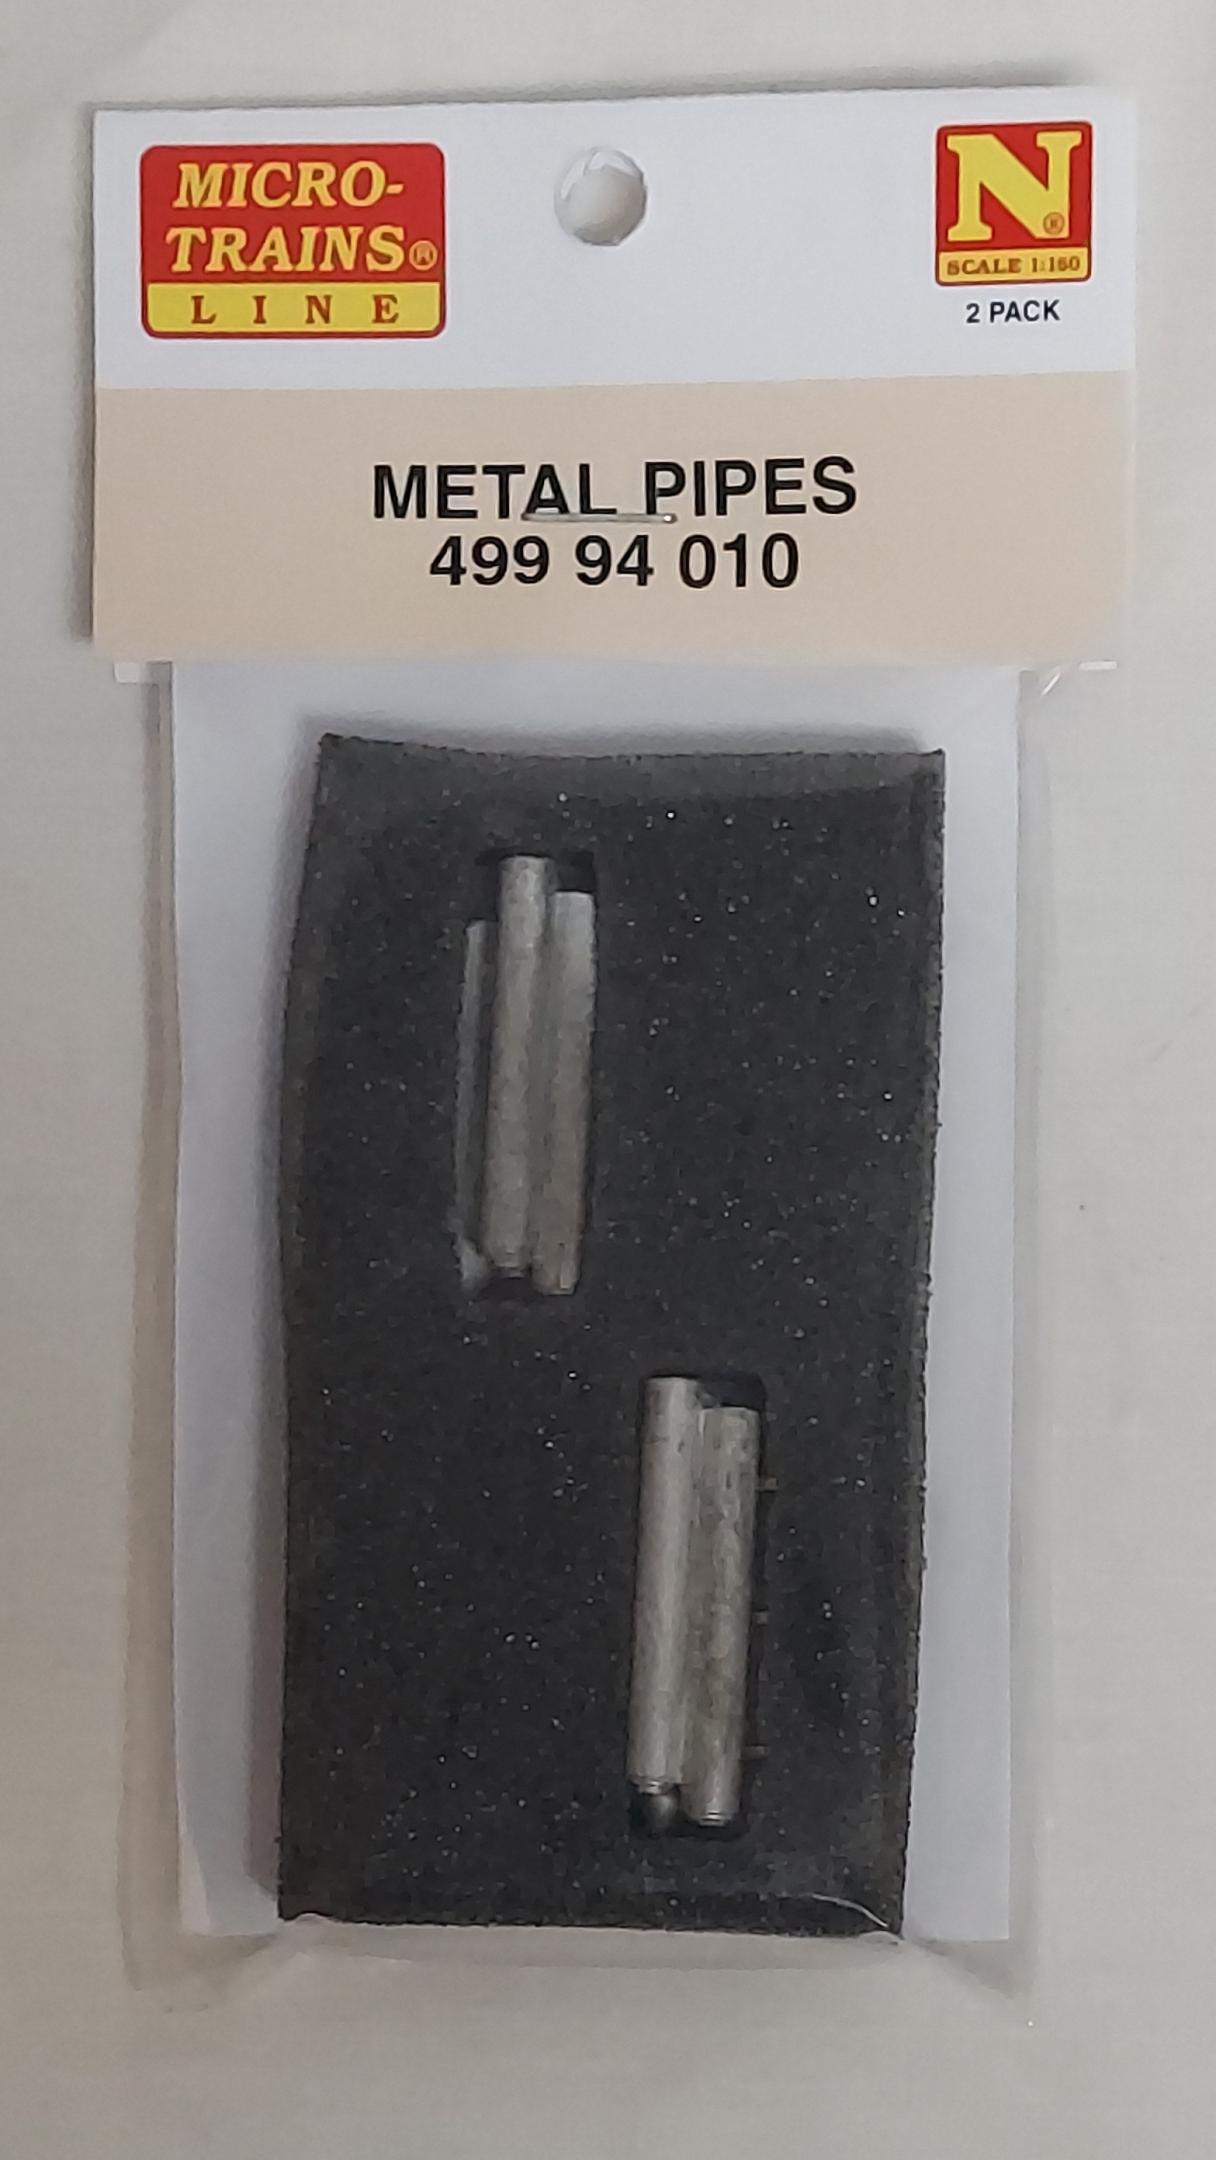 MICRO-
TRAINS®
LINE
N®
SCALE 1:160
2 PACK
METAL PIPES
499 94 010